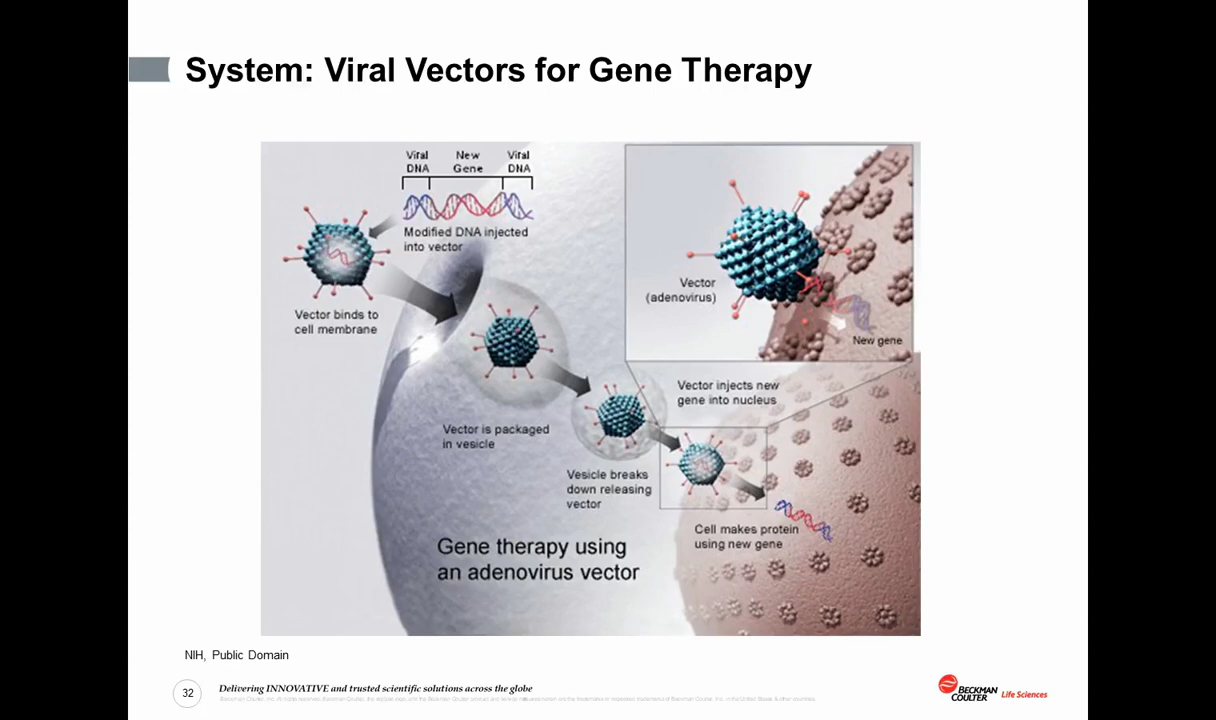 System: Viral Vectors for Gene Therapy
Viral
DNA
New
Gene
Viral
DNA
Modified DNA injected
into vector
Vector binds to
cell membrane
Vector
(adenovirus)
New gene
Vector injects new
gene into nucleus
Vector is packaged
in vesicle
Vesicle breaks
down releasing
vector
Cell makes protein
using new gene
Gene therapy using
an adenovirus vector
NIH, Public Domain
32
Delivering INNOVATIVE and trusted scientific solutions across the globe
BECKMAN
COULTER
Life Sciences